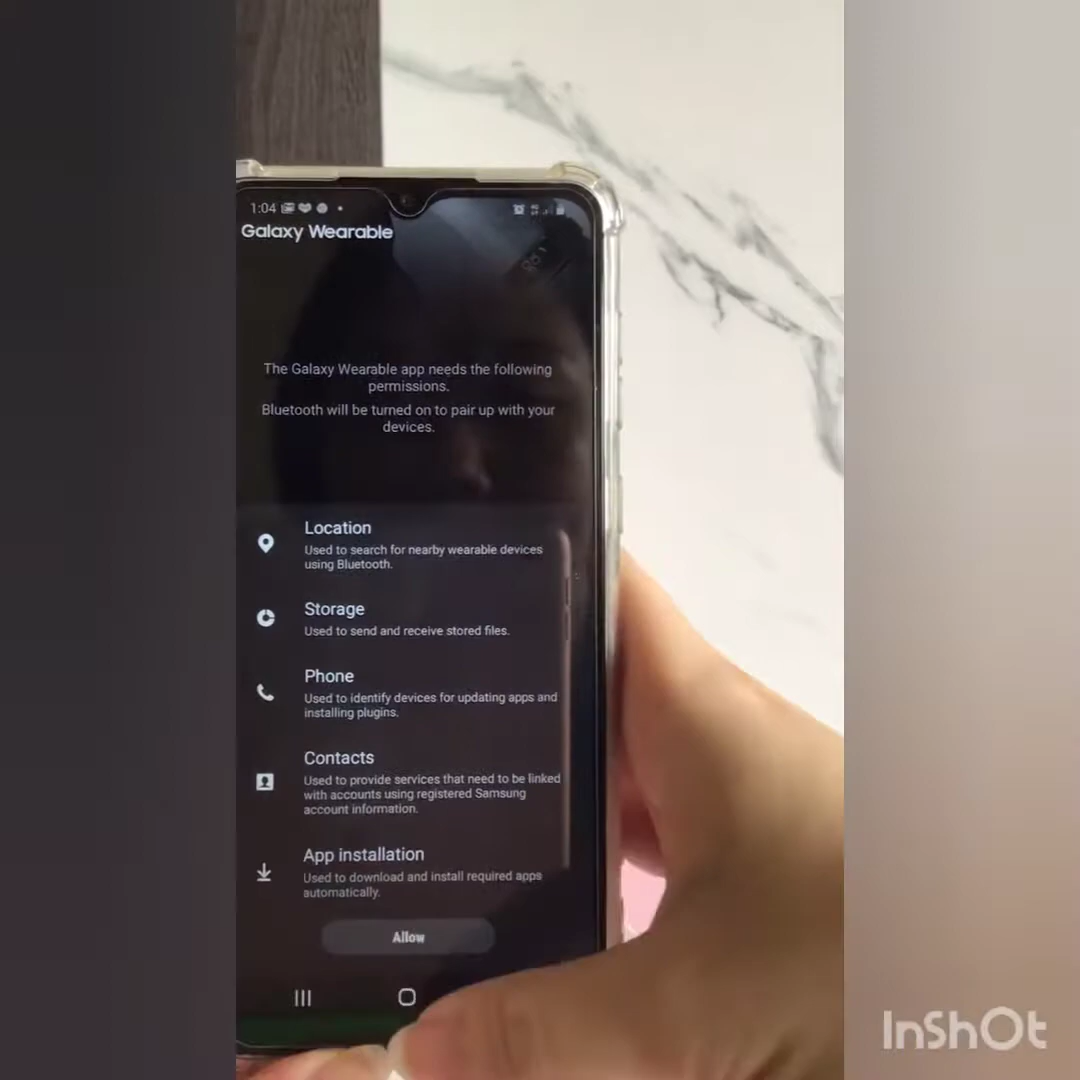 1:04
Galaxy Wearable
The Galaxy Wearable app needs the following
permissions.
Bluetooth will be turned on to pair up with your
devices.
Location
Used to search for nearby wearable devices
using Bluetooth.
Storage
Used to send and receive stored files.
Phone
Used to identify devices for updating apps and
installing plugins.
Contacts
Used to provide services that need to be linked
with accounts using registered Samsung
account information.
App installation
Used to download and install required apps
automatically.
Allow
InShOt